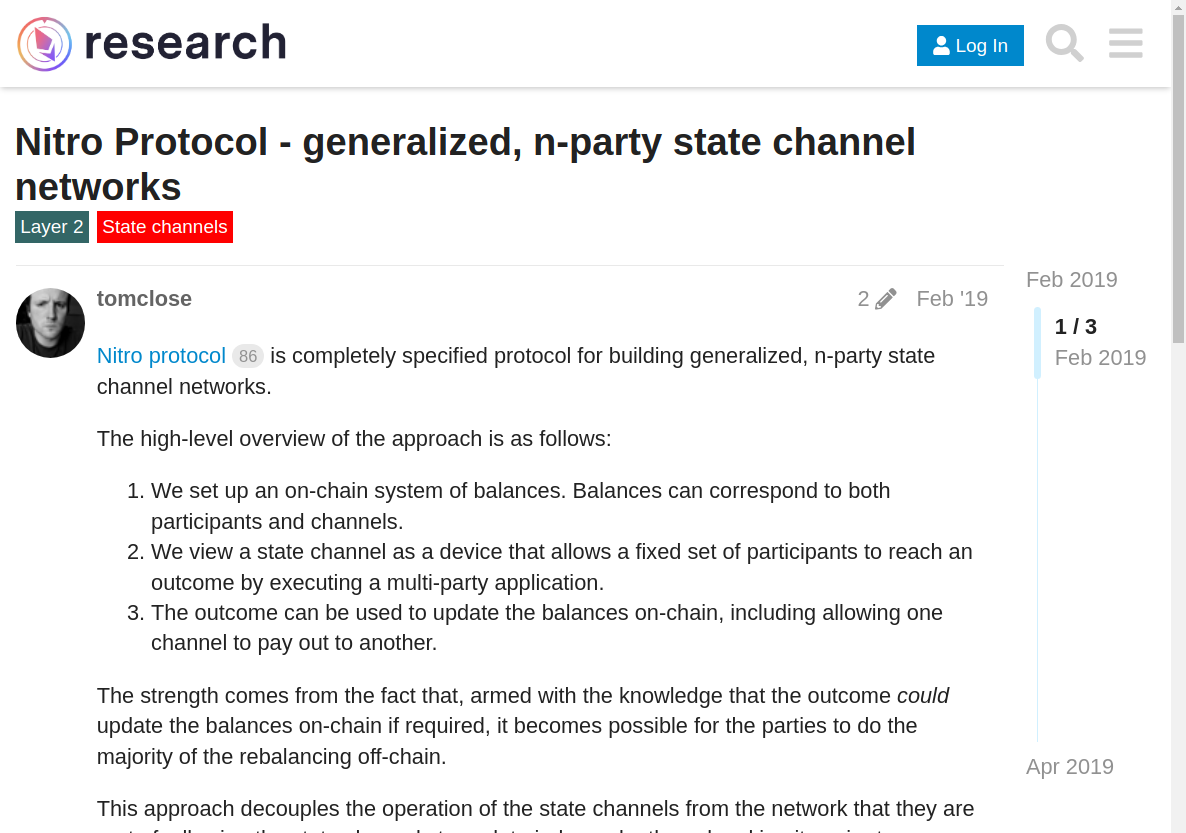 research
Log In
Nitro Protocol - generalized, n-party state channel
networks
Layer 2 State channels
tomclose 2 Feb '19
Feb 2019
1 / 3
Feb 2019
Nitro protocol 86 is completely specified protocol for building generalized, n-party state
channel networks.
The high-level overview of the approach is as follows:
1. We set up an on-chain system of balances. Balances can correspond to both
participants and channels.
2. We view a state channel as a device that allows a fixed set of participants to reach an
outcome by executing a multi-party application.
3. The outcome can be used to update the balances on-chain, including allowing one
channel to pay out to another.
The strength comes from the fact that, armed with the knowledge that the outcome could
update the balances on-chain if required, it becomes possible for the parties to do the
majority of the rebalancing off-chain.
Apr 2019
This approach decouples the operation of the state channels from the network that they are